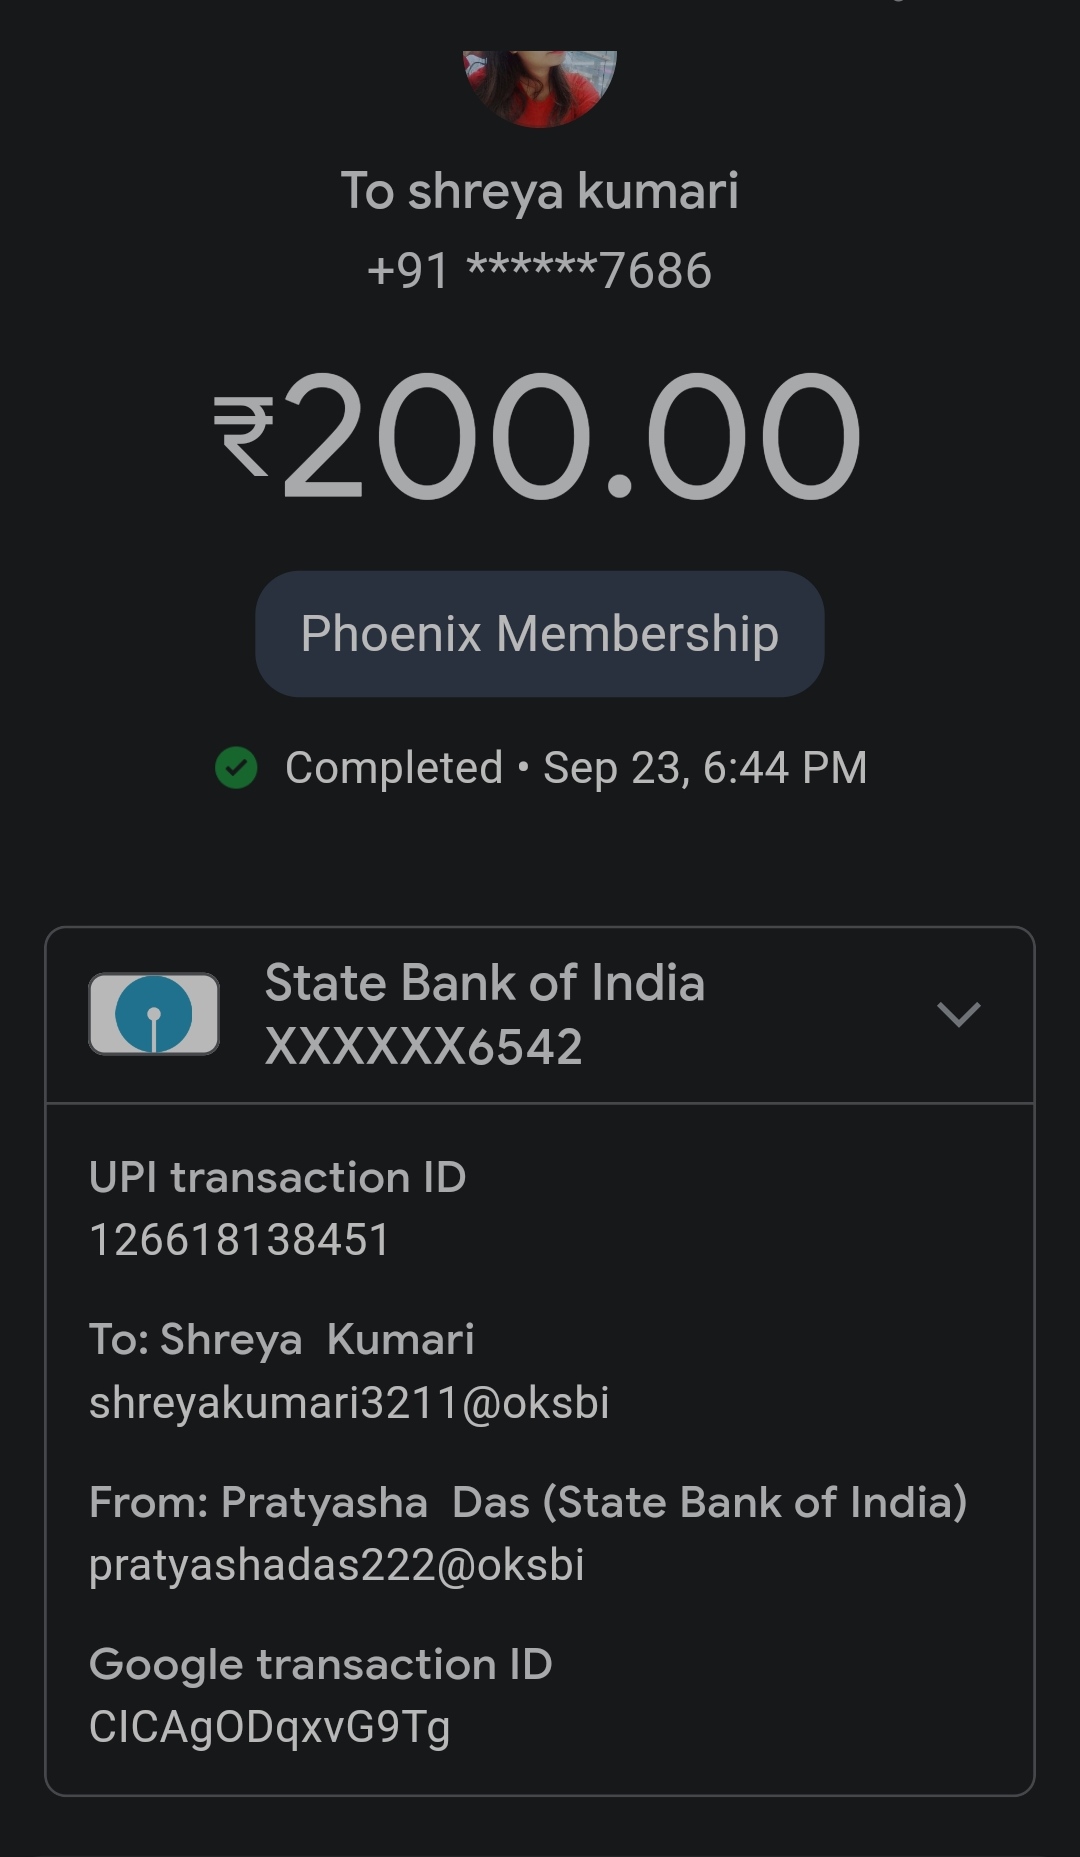 To shreya kumari
+91 ******7686
₹200.00
Phoenix Membership
Completed • Sep 23, 6:44 PM
State Bank of India
XXXXXX6542
UPI transaction ID
126618138451
To: Shreya  Kumari
shreyakumari3211@oksbi
From: Pratyasha  Das (State Bank of India)
pratyashadas222@oksbi
Google transaction ID
CICAgODqxvG9Tg